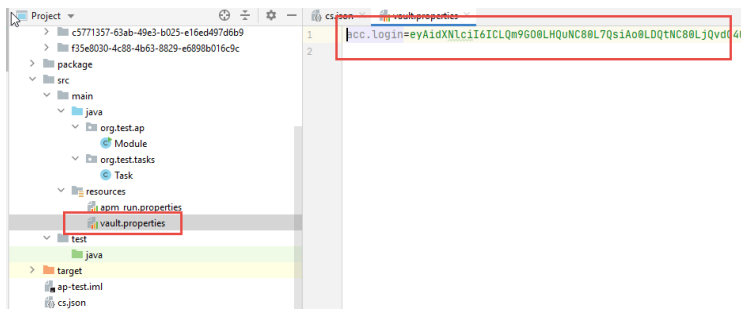 Project
cs.json
vault.properties
c5771357-63ab-49e3-b025-e16ed497d6b9
f35e8030-4c88-4b63-8829-e6898b016c9c
package
src
main
java
org.test.ap
Module
org.test.tasks
Task
resources
apm_run.properties
vault.properties
test
java
target
ap-test.iml
cs.json
1
acc.login=eyAidXNlciI6ICLQm9GO0LHQuNC80L7QsiAo0LDQtNC80LjQvdC40
2